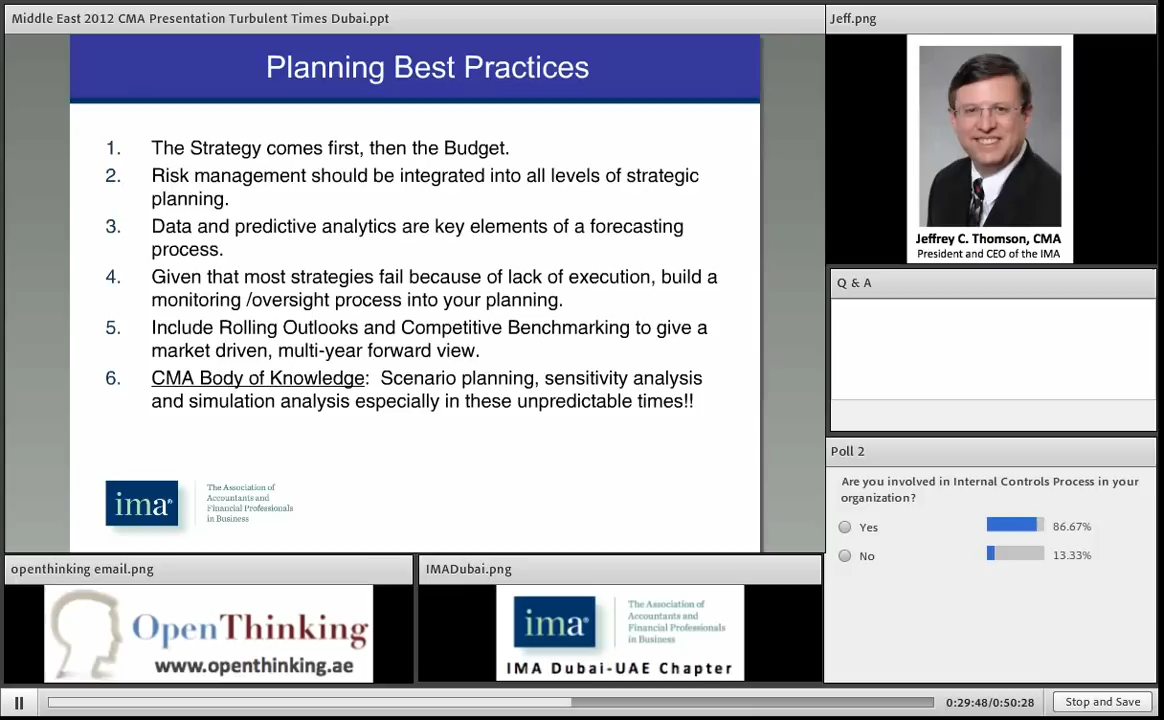 Middle East 2012 CMA Presentation Turbulent Times Dubai.ppt
Planning Best Practices
1. The Strategy comes first, then the Budget.
2. Risk management should be integrated into all levels of strategic
planning.
3. Data and predictive analytics are key elements of a forecasting
process.
4. Given that most strategies fail because of lack of execution, build a
monitoring /oversight process into your planning.
5. Include Rolling Outlooks and Competitive Benchmarking to give a
market driven, multi-year forward view.
6. CMA Body of Knowledge: Scenario planning, sensitivity analysis
and simulation analysis especially in these unpredictable times!!
ima®
The Association of
Accountants and
Financial Professionals
in Business
Jeff.png
Jeffrey C. Thomson, CMA
President and CEO of the IMA
Q & A
Poll 2
Are you involved in Internal Controls Process in your
organization?
Yes 86.67%
No 13.33%
openthinking email.png
OpenThinking
www.openthinking.ae
IMADubai.png
ima®
The Association of
Accountants and
Financial Professionals
in Business
IMA Dubai-UAE Chapter
0:29:48/0:50:28
Stop and Save